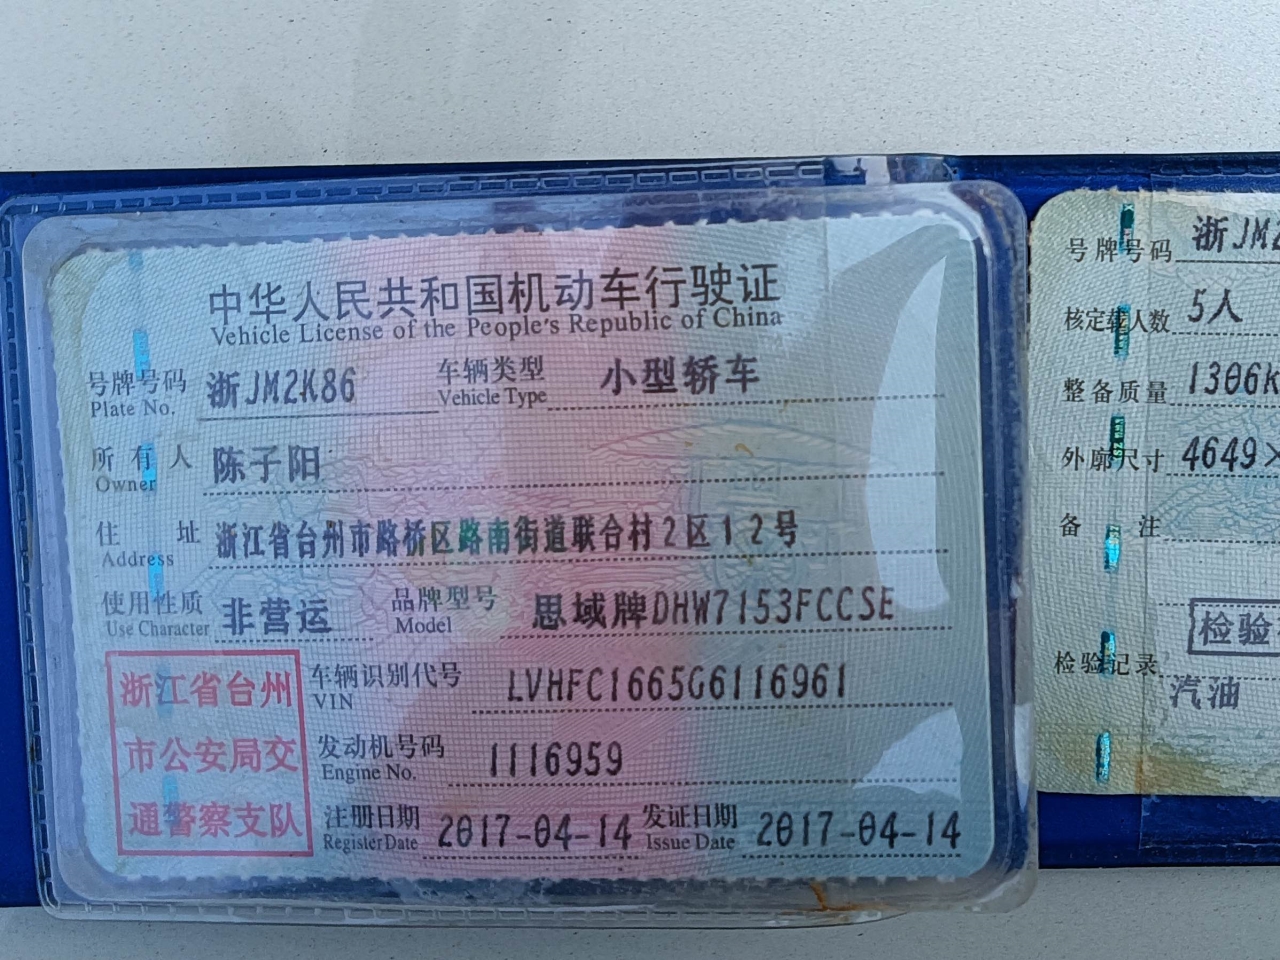 中华人民共和国机动车行驶证
Vehicle License of the People's Republic of China
号牌号码 浙JM2K86 车辆类型 小型轿车
Plate No. Vehicle Type
所有人 陈子阳
Owner
住址 浙江省台州市路桥区路南街道联合村2区12号
Address
使用性质 非营运 品牌型号 思域牌DHW7153FCCSE
Use Character Model
浙江省台州
市公安局交
通警察支队
车辆识别代号 LVHFC1665G6116961
VIN
发动机号码 1116959
Engine No.
注册日期 2017-04-14 发证日期 2017-04-14
Register Date Issue Date
号牌号码 浙JM2
核定载人数 5人
整备质量 1306k
外廓尺寸 4649×
备注
检验
检验记录
汽油